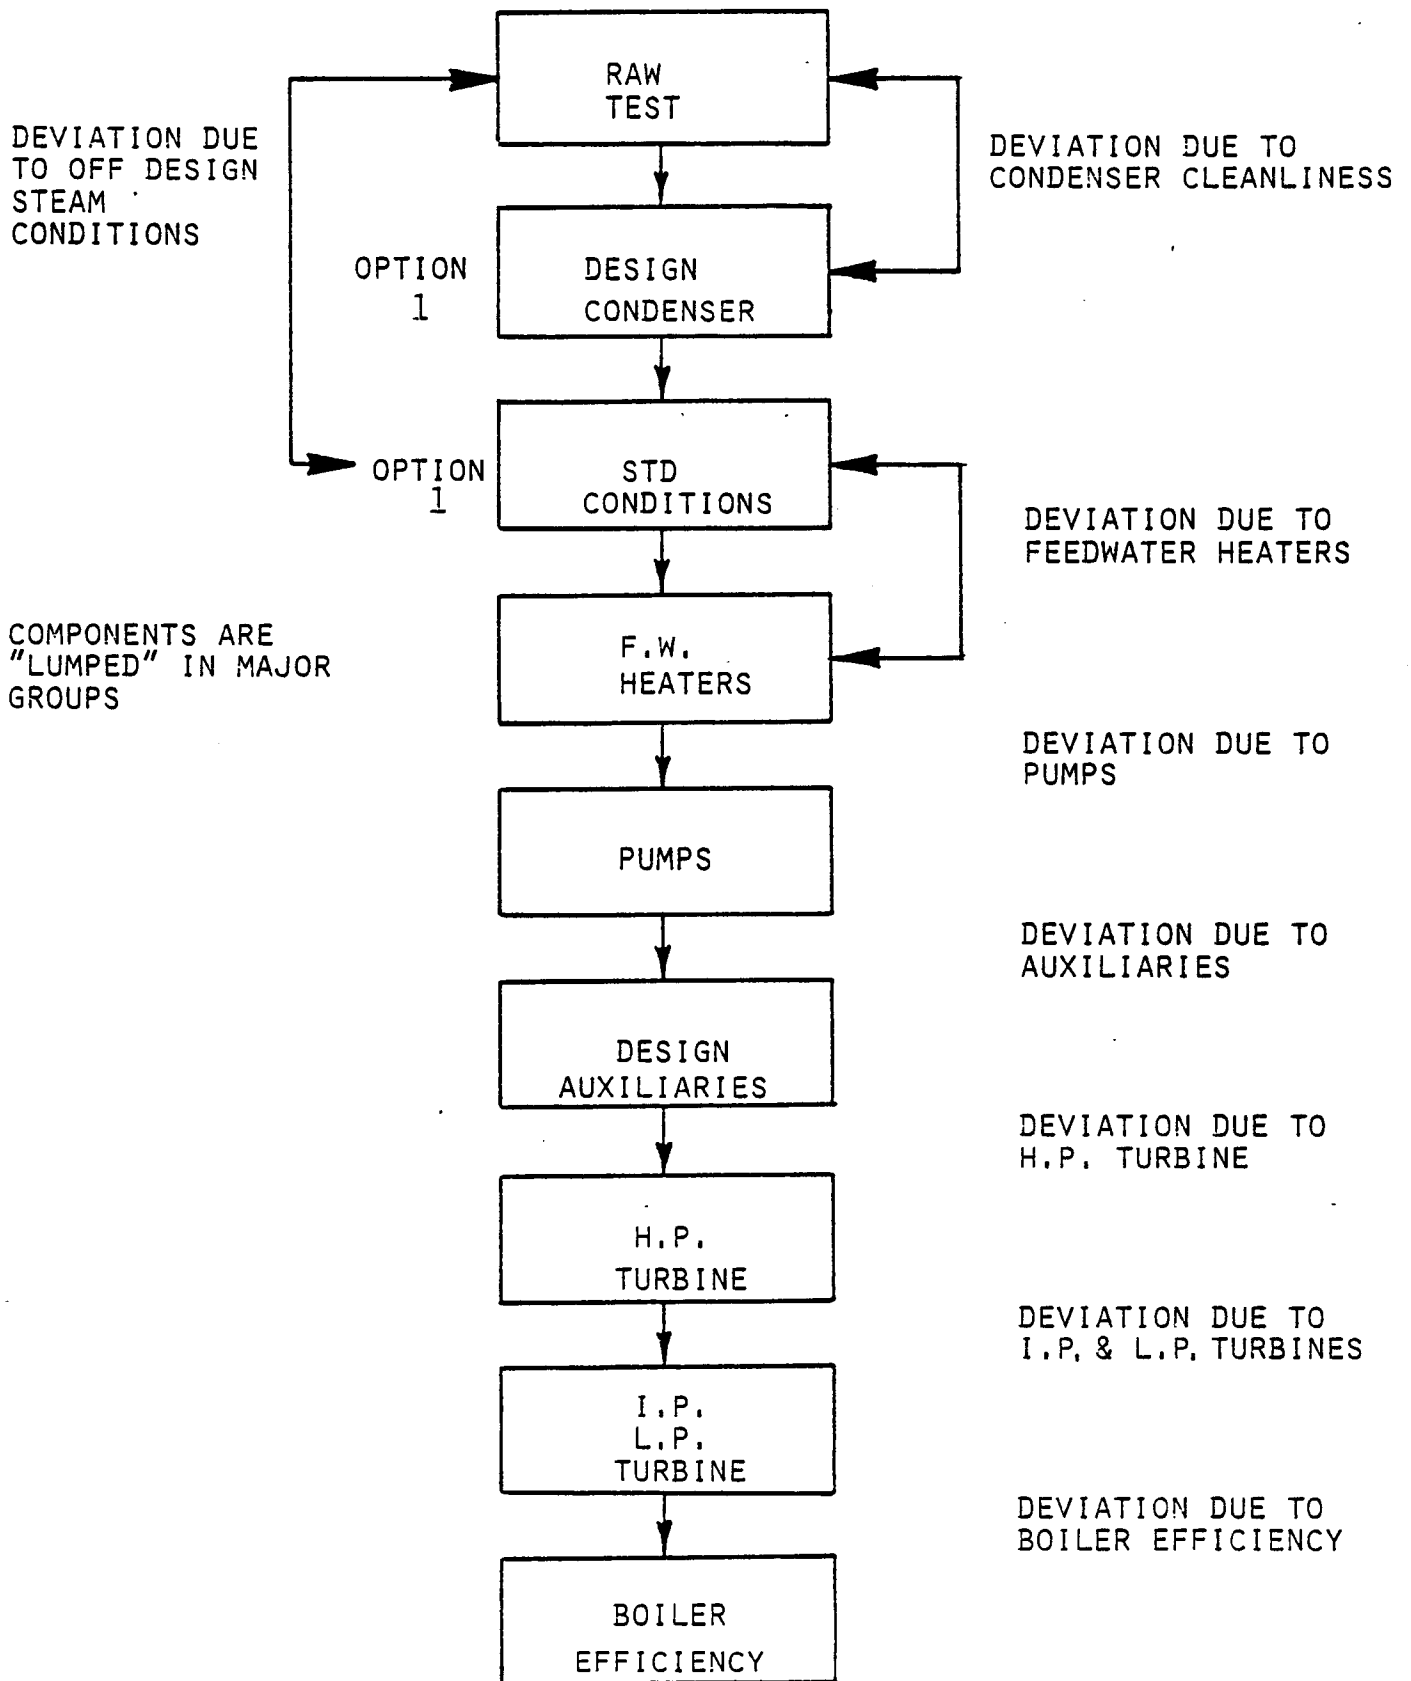 RAW
TEST
DEVIATION DUE
TO OFF DESIGN
STEAM
CONDITIONS
DEVIATION DUE TO
CONDENSER CLEANLINESS
OPTION
1
DESIGN
CONDENSER
OPTION
1
STD
CONDITIONS
DEVIATION DUE TO
FEEDWATER HEATERS
COMPONENTS ARE
"LUMPED" IN MAJOR
GROUPS
F.W.
HEATERS
DEVIATION DUE TO
PUMPS
PUMPS
DEVIATION DUE TO
AUXILIARIES
DESIGN
AUXILIARIES
DEVIATION DUE TO
H.P. TURBINE
H.P.
TURBINE
DEVIATION DUE TO
I.P. & L.P. TURBINES
I.P.
L.P.
TURBINE
DEVIATION DUE TO
BOILER EFFICIENCY
BOILER
EFFICIENCY